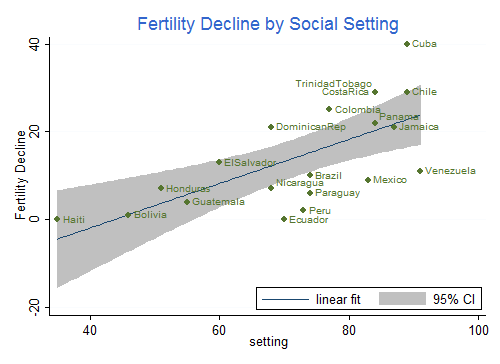 Fertility Decline by Social Setting
Fertility Decline
40
20
0
-20
Cuba
TrinidadTobago
CostaRica
Chile
Colombia
Panama
DominicanRep
Jamaica
ElSalvador
Venezuela
Brazil
Mexico
Nicaragua
Honduras
Paraguay
Guatemala
Peru
Bolivia
Haiti
Ecuador
linear fit
95% CI
40
60
80
100
setting